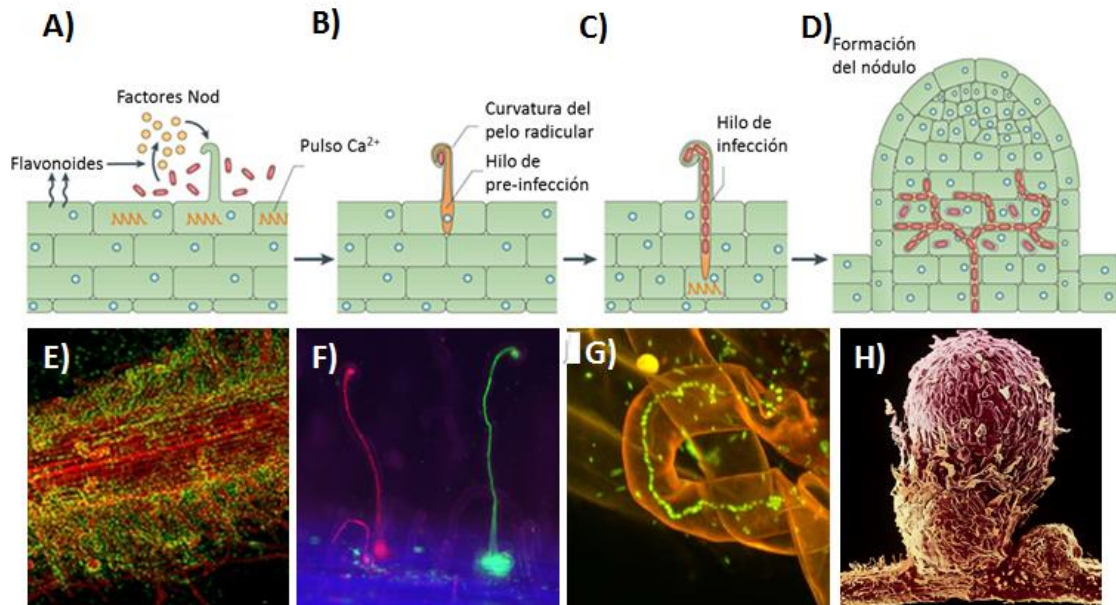 A)
B)
C)
D)
Formación
del nódulo
Factores Nod
Flavonoides
Pulso Ca²⁺
Curvatura del
pelo radicular
Hilo de
pre-infección
Hilo de
infección
E)
F)
G)
H)